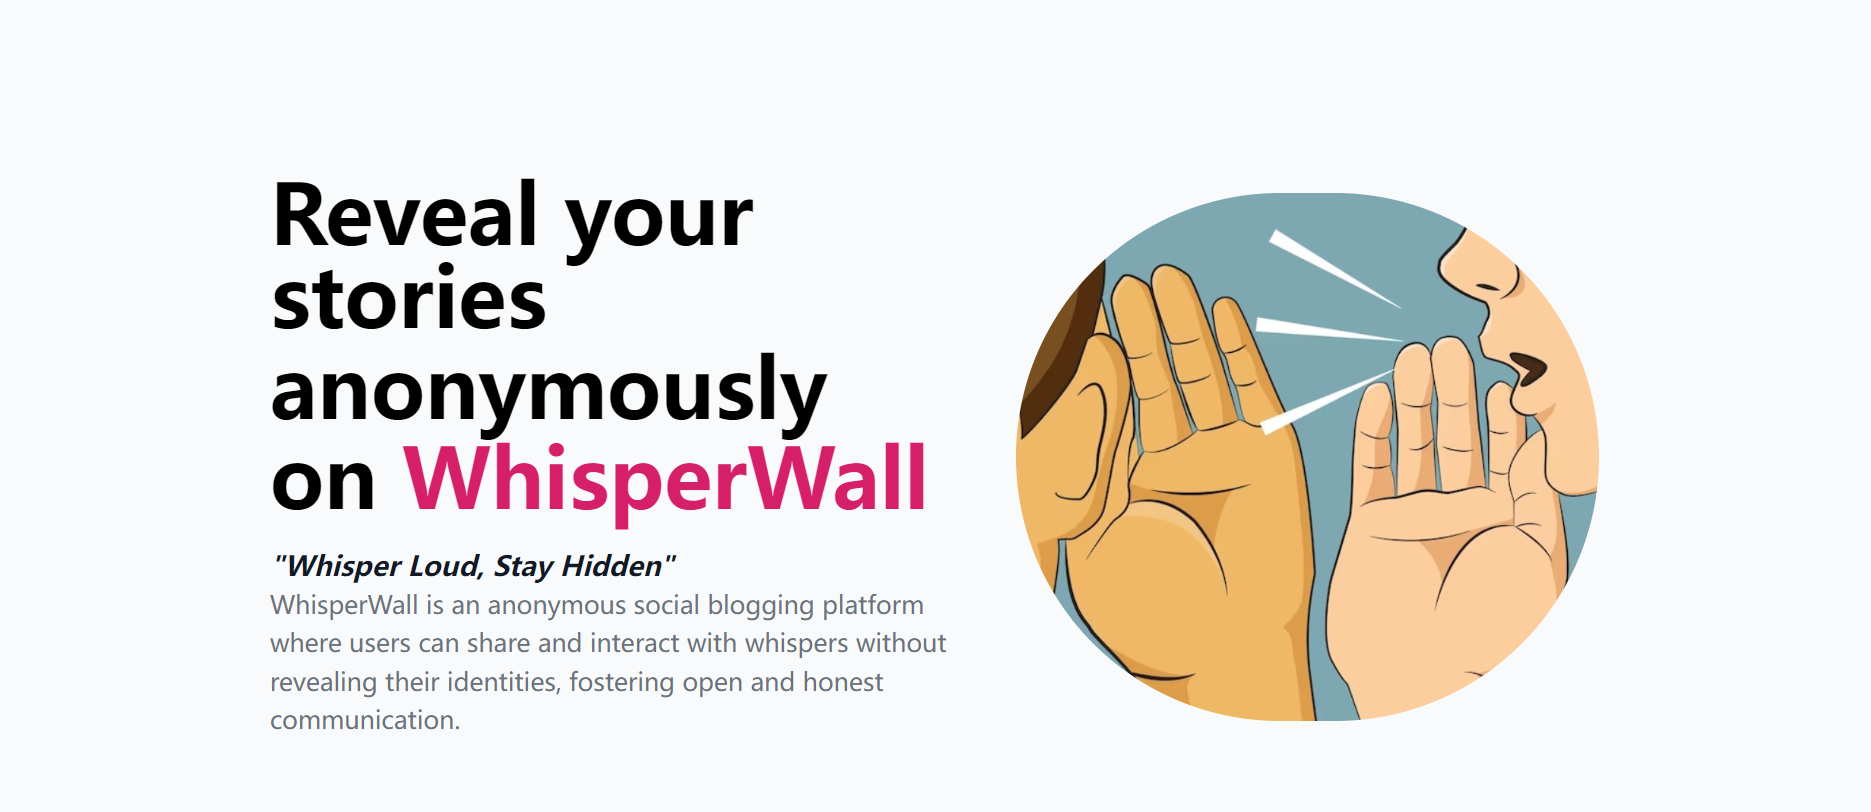 Reveal your
stories
anonymously
on WhisperWall
"Whisper Loud, Stay Hidden"
WhisperWall is an anonymous social blogging platform
where users can share and interact with whispers without
revealing their identities, fostering open and honest
communication.